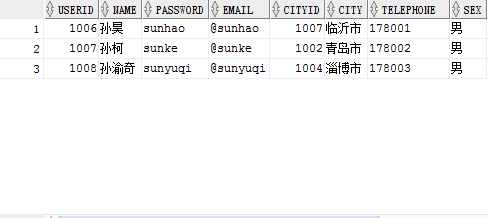 USERID NAME PASSWORD EMAIL CITYID CITY TELEPHONE SEX
1 1006 孙昊 sunhao @sunhao 1007 临沂市 178001 男
2 1007 孙柯 sunke @sunke 1002 青岛市 178002 男
3 1008 孙渝奇 sunyuqi @sunyuqi 1004 淄博市 178003 男